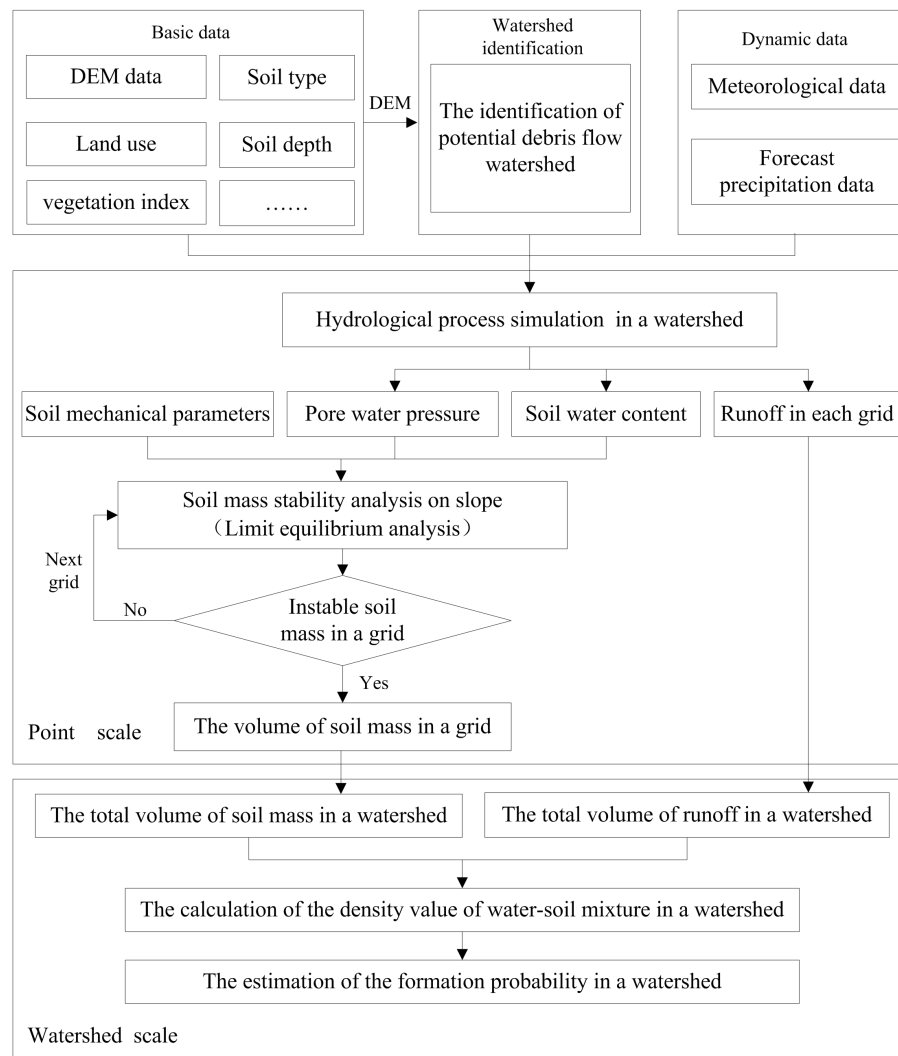 Basic data
DEM data
Soil type
Land use
Soil depth
vegetation index
……
DEM
Watershed
identification
The identification of
potential debris flow
watershed
Dynamic data
Meteorological data
Forecast
precipitation data
Hydrological process simulation in a watershed
Soil mechanical parameters
Pore water pressure
Soil water content
Runoff in each grid
Soil mass stability analysis on slope
（Limit equilibrium analysis）
Next
grid
No
Instable soil
mass in a grid
Yes
The volume of soil mass in a grid
Point scale
The total volume of soil mass in a watershed
The total volume of runoff in a watershed
The calculation of the density value of water-soil mixture in a watershed
The estimation of the formation probability in a watershed
Watershed scale